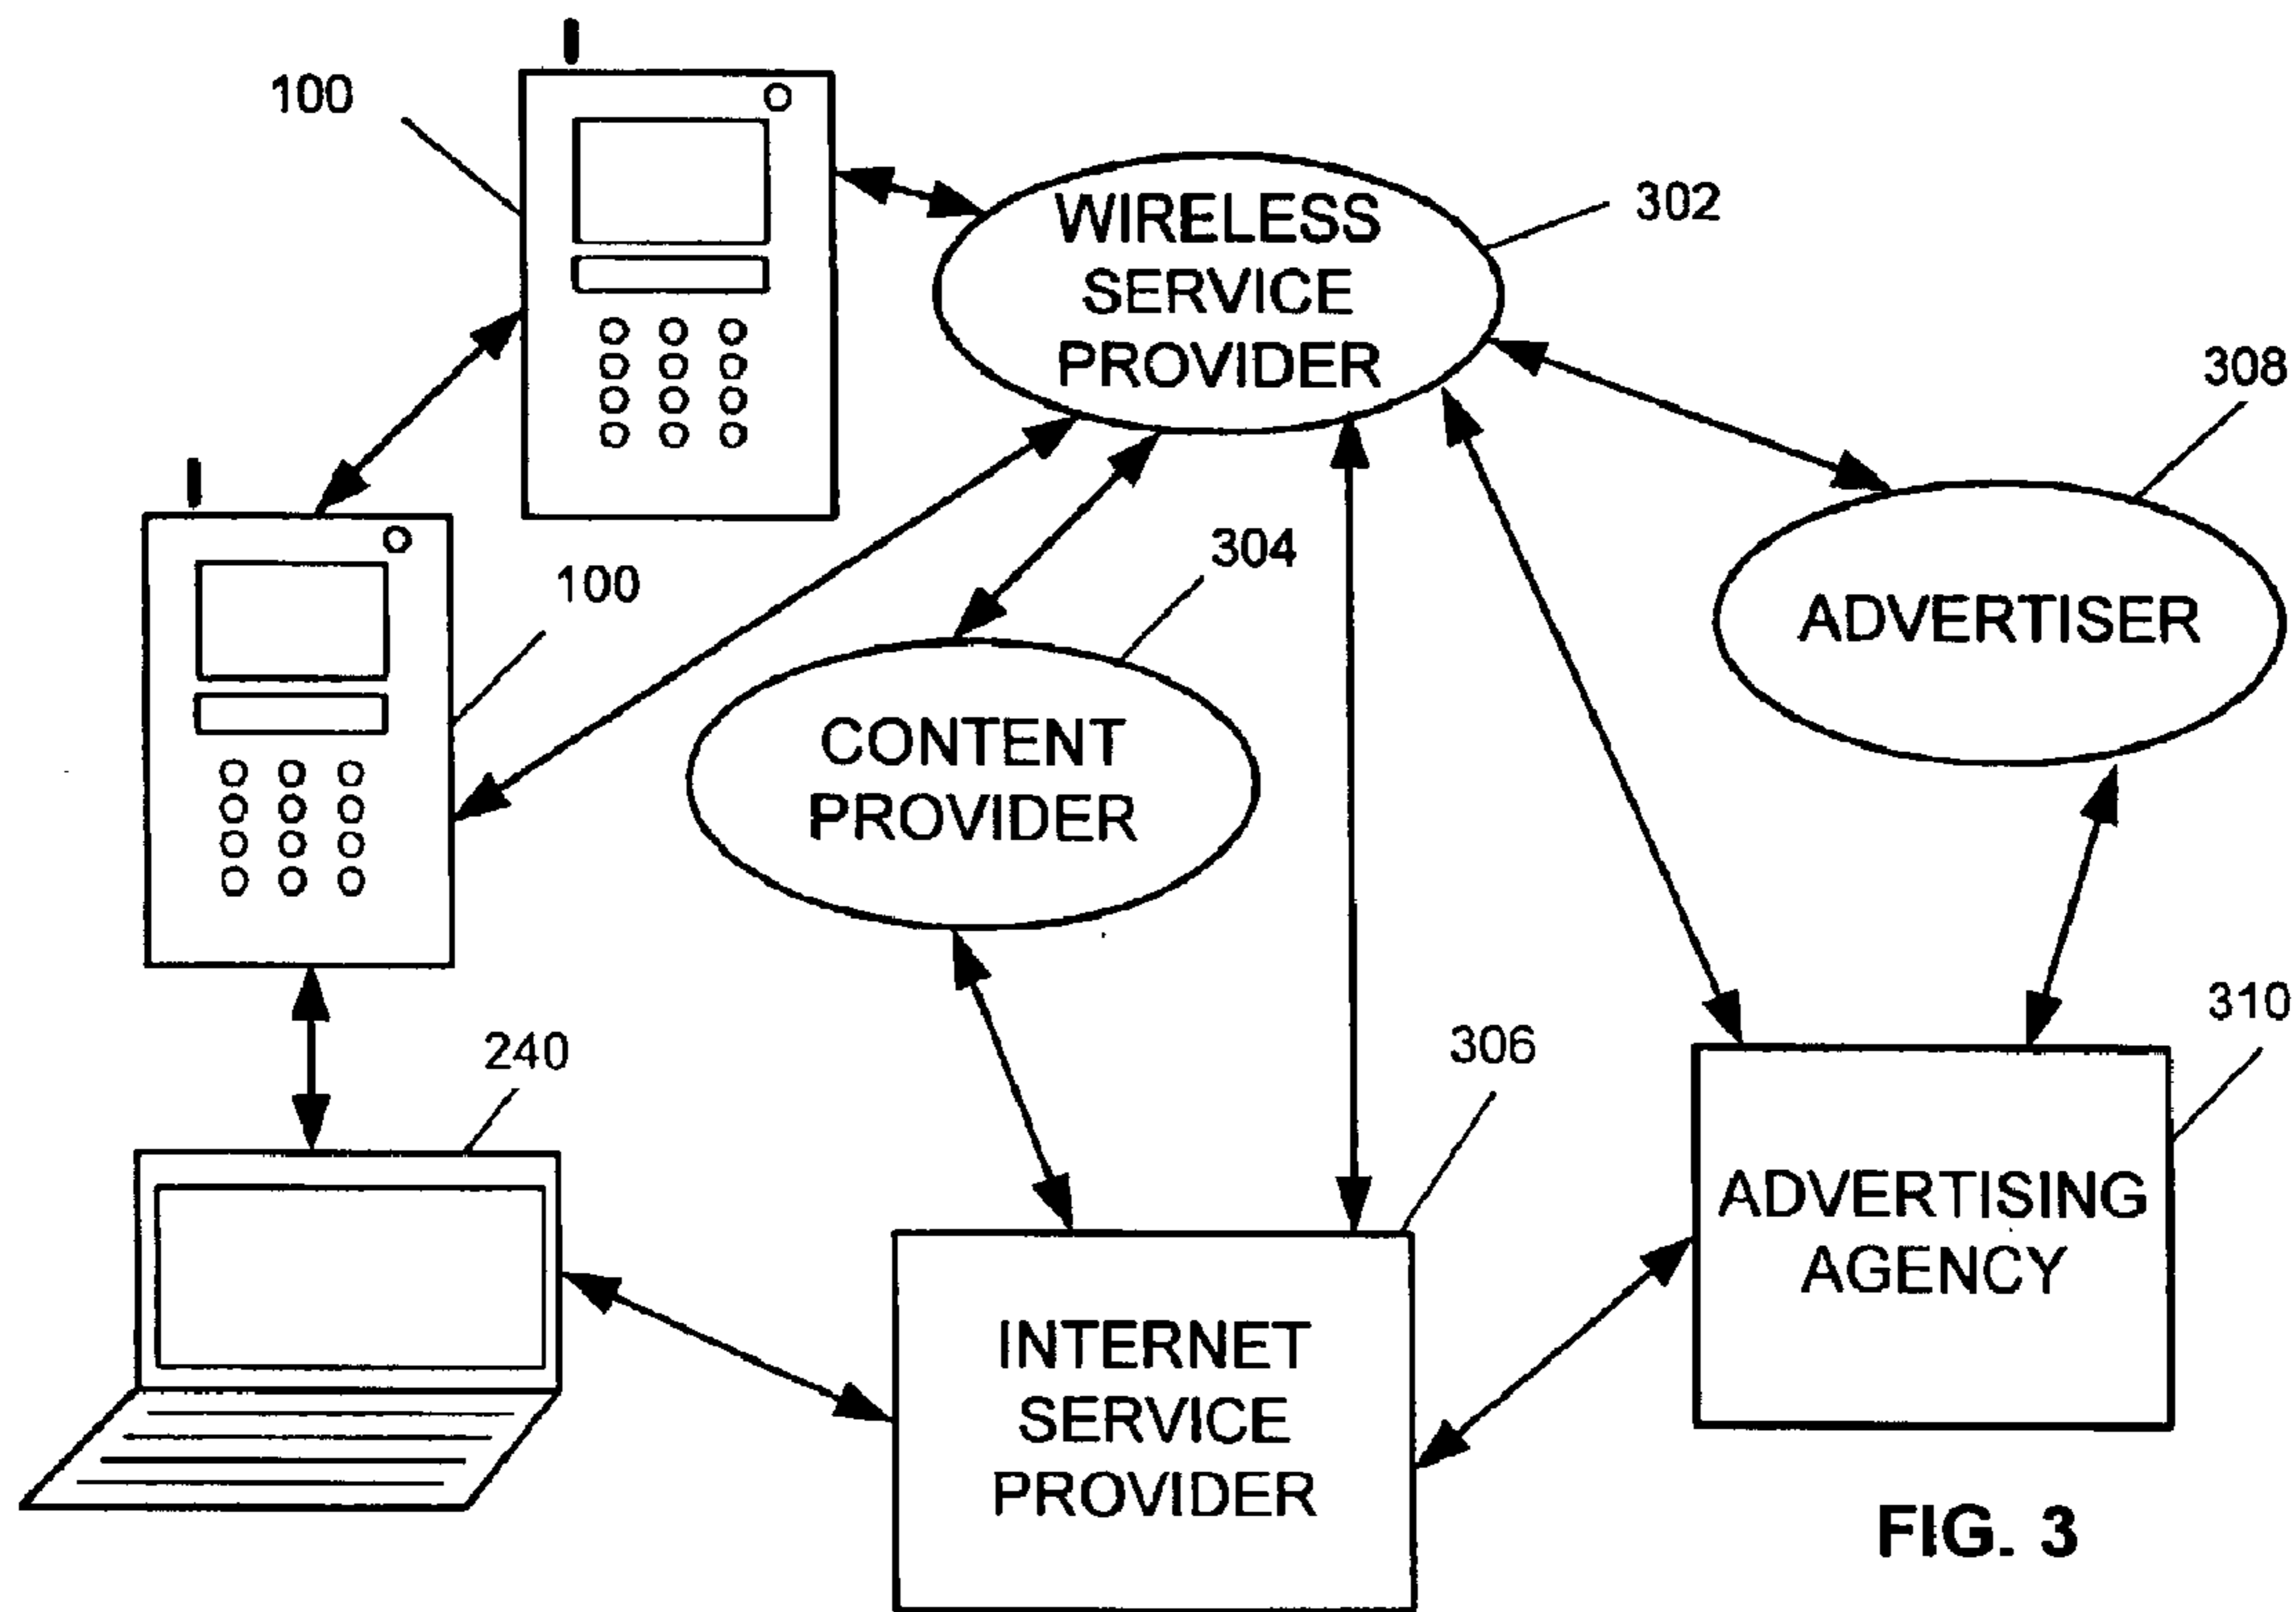 100
WIRELESS
SERVICE
PROVIDER
302
308
ADVERTISER
304
100
CONTENT
PROVIDER
240
306
310
ADVERTISING
AGENCY
INTERNET
SERVICE
PROVIDER
FIG. 3